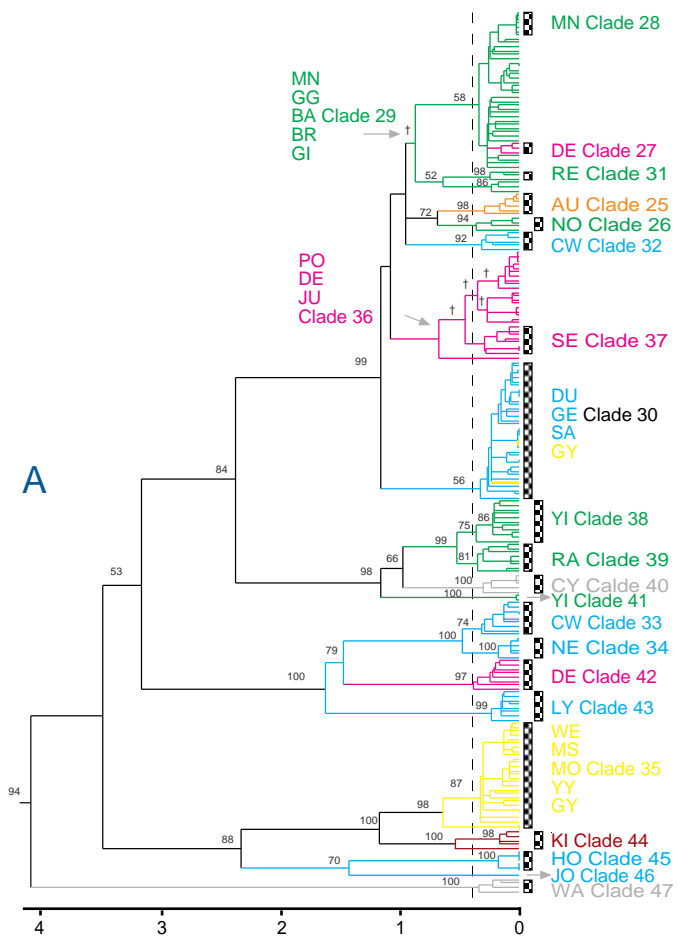 MN Clade 28
MN
GG
BA Clade 29
BR
GI
†
58
DE Clade 27
98
RE Clade 31
52
86
98
AU Clade 25
72
94
NO Clade 26
92
CW Clade 32
PO
DE
JU
Clade 36
†
†
†
SE Clade 37
99
DU
GE Clade 30
SA
GY
A
84
56
86
YI Clade 38
75
99
66
81
RA Clade 39
98
100
CY Calde 40
100
YI Clade 41
53
74
CW Clade 33
100
79
100
NE Clade 34
100
97
DE Clade 42
99
LY Clade 43
WE
MS
MO Clade 35
YY
GY
87
94
98
100
98
100
KI Clade 44
88
100
HO Clade 45
70
JO Clade 46
100
WA Clade 47
4 3 2 1 0